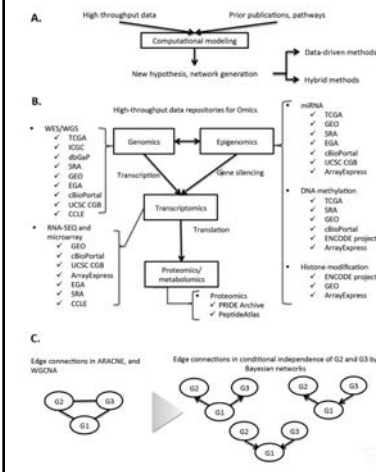 A.
High throughput data
Prior publications, pathways
Computational modeling
New hypothesis, network generation
Data-driven methods
Hybrid methods
B.
High-throughput data repositories for Omics
WES/WGS
TCGA
ICGC
dbGaP
SRA
GEO
EGA
cBioPortal
UCSC CGB
CCLE
Genomics
Epigenomics
Transcription
Gene silencing
Transcriptomics
Translation
Proteomics/
metabolomics
RNA-SEQ and
microarray
GEO
cBioPortal
UCSC CGB
ArrayExpress
EGA
SRA
CCLE
Proteomics
PRIDE Archive
PeptideAtlas
miRNA
TCGA
GEO
SRA
EGA
cBioPortal
UCSC CGB
ArrayExpress
DNA methylation
TCGA
SRA
GEO
cBioPortal
ENCODE project
ArrayExpress
Histone modification
ENCODE project
GEO
ArrayExpress
C.
Edge connections in ARACNE, and
WGCNA
G2
G3
G1
Edge connections in conditional independence of G2 and G3 by
Bayesian networks
G2
G3
G1
G2
G3
G1
G2
G3
G1